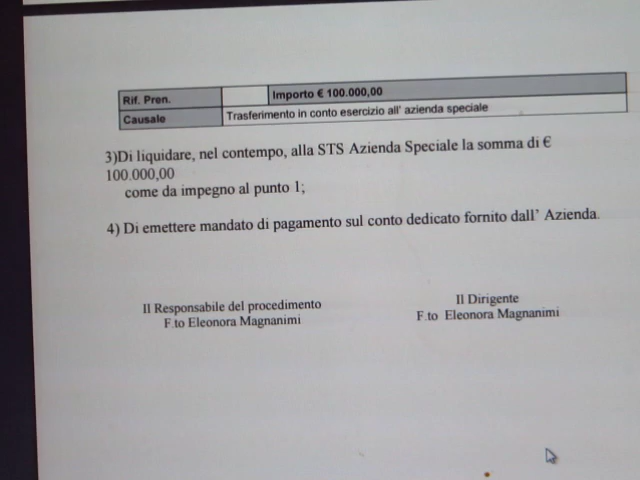 Rif. Pren. Importo € 100.000,00
Causale Trasferimento in conto esercizio all' azienda speciale
3)Di liquidare, nel contempo, alla STS Azienda Speciale la somma di €
100.000,00
come da impegno al punto 1;
4) Di emettere mandato di pagamento sul conto dedicato fornito dall' Azienda.
Il Responsabile del procedimento
F.to Eleonora Magnanimi
Il Dirigente
F.to Eleonora Magnanimi